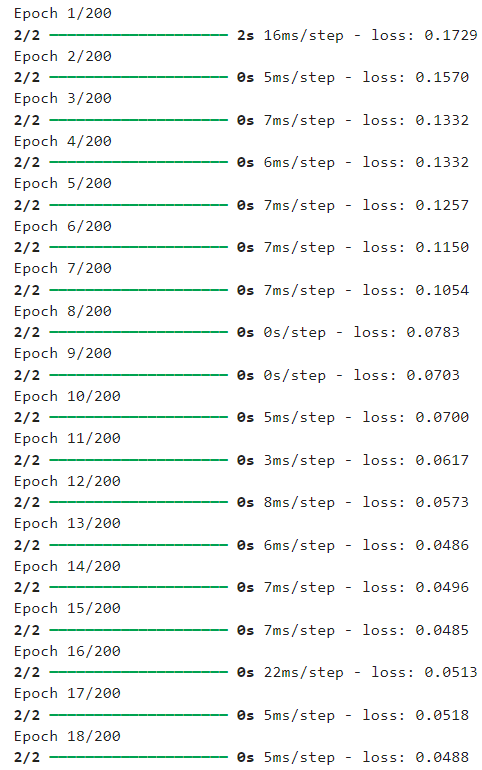 Epoch 1/200
2/2 ━━━━━━━━━━━━━━━━━━━━ 2s 16ms/step - loss: 0.1729
Epoch 2/200
2/2 ━━━━━━━━━━━━━━━━━━━━ 0s 5ms/step - loss: 0.1570
Epoch 3/200
2/2 ━━━━━━━━━━━━━━━━━━━━ 0s 7ms/step - loss: 0.1332
Epoch 4/200
2/2 ━━━━━━━━━━━━━━━━━━━━ 0s 6ms/step - loss: 0.1332
Epoch 5/200
2/2 ━━━━━━━━━━━━━━━━━━━━ 0s 7ms/step - loss: 0.1257
Epoch 6/200
2/2 ━━━━━━━━━━━━━━━━━━━━ 0s 7ms/step - loss: 0.1150
Epoch 7/200
2/2 ━━━━━━━━━━━━━━━━━━━━ 0s 7ms/step - loss: 0.1054
Epoch 8/200
2/2 ━━━━━━━━━━━━━━━━━━━━ 0s 0s/step - loss: 0.0783
Epoch 9/200
2/2 ━━━━━━━━━━━━━━━━━━━━ 0s 0s/step - loss: 0.0703
Epoch 10/200
2/2 ━━━━━━━━━━━━━━━━━━━━ 0s 5ms/step - loss: 0.0700
Epoch 11/200
2/2 ━━━━━━━━━━━━━━━━━━━━ 0s 3ms/step - loss: 0.0617
Epoch 12/200
2/2 ━━━━━━━━━━━━━━━━━━━━ 0s 8ms/step - loss: 0.0573
Epoch 13/200
2/2 ━━━━━━━━━━━━━━━━━━━━ 0s 6ms/step - loss: 0.0486
Epoch 14/200
2/2 ━━━━━━━━━━━━━━━━━━━━ 0s 7ms/step - loss: 0.0496
Epoch 15/200
2/2 ━━━━━━━━━━━━━━━━━━━━ 0s 7ms/step - loss: 0.0485
Epoch 16/200
2/2 ━━━━━━━━━━━━━━━━━━━━ 0s 22ms/step - loss: 0.0513
Epoch 17/200
2/2 ━━━━━━━━━━━━━━━━━━━━ 0s 5ms/step - loss: 0.0518
Epoch 18/200
2/2 ━━━━━━━━━━━━━━━━━━━━ 0s 5ms/step - loss: 0.0488